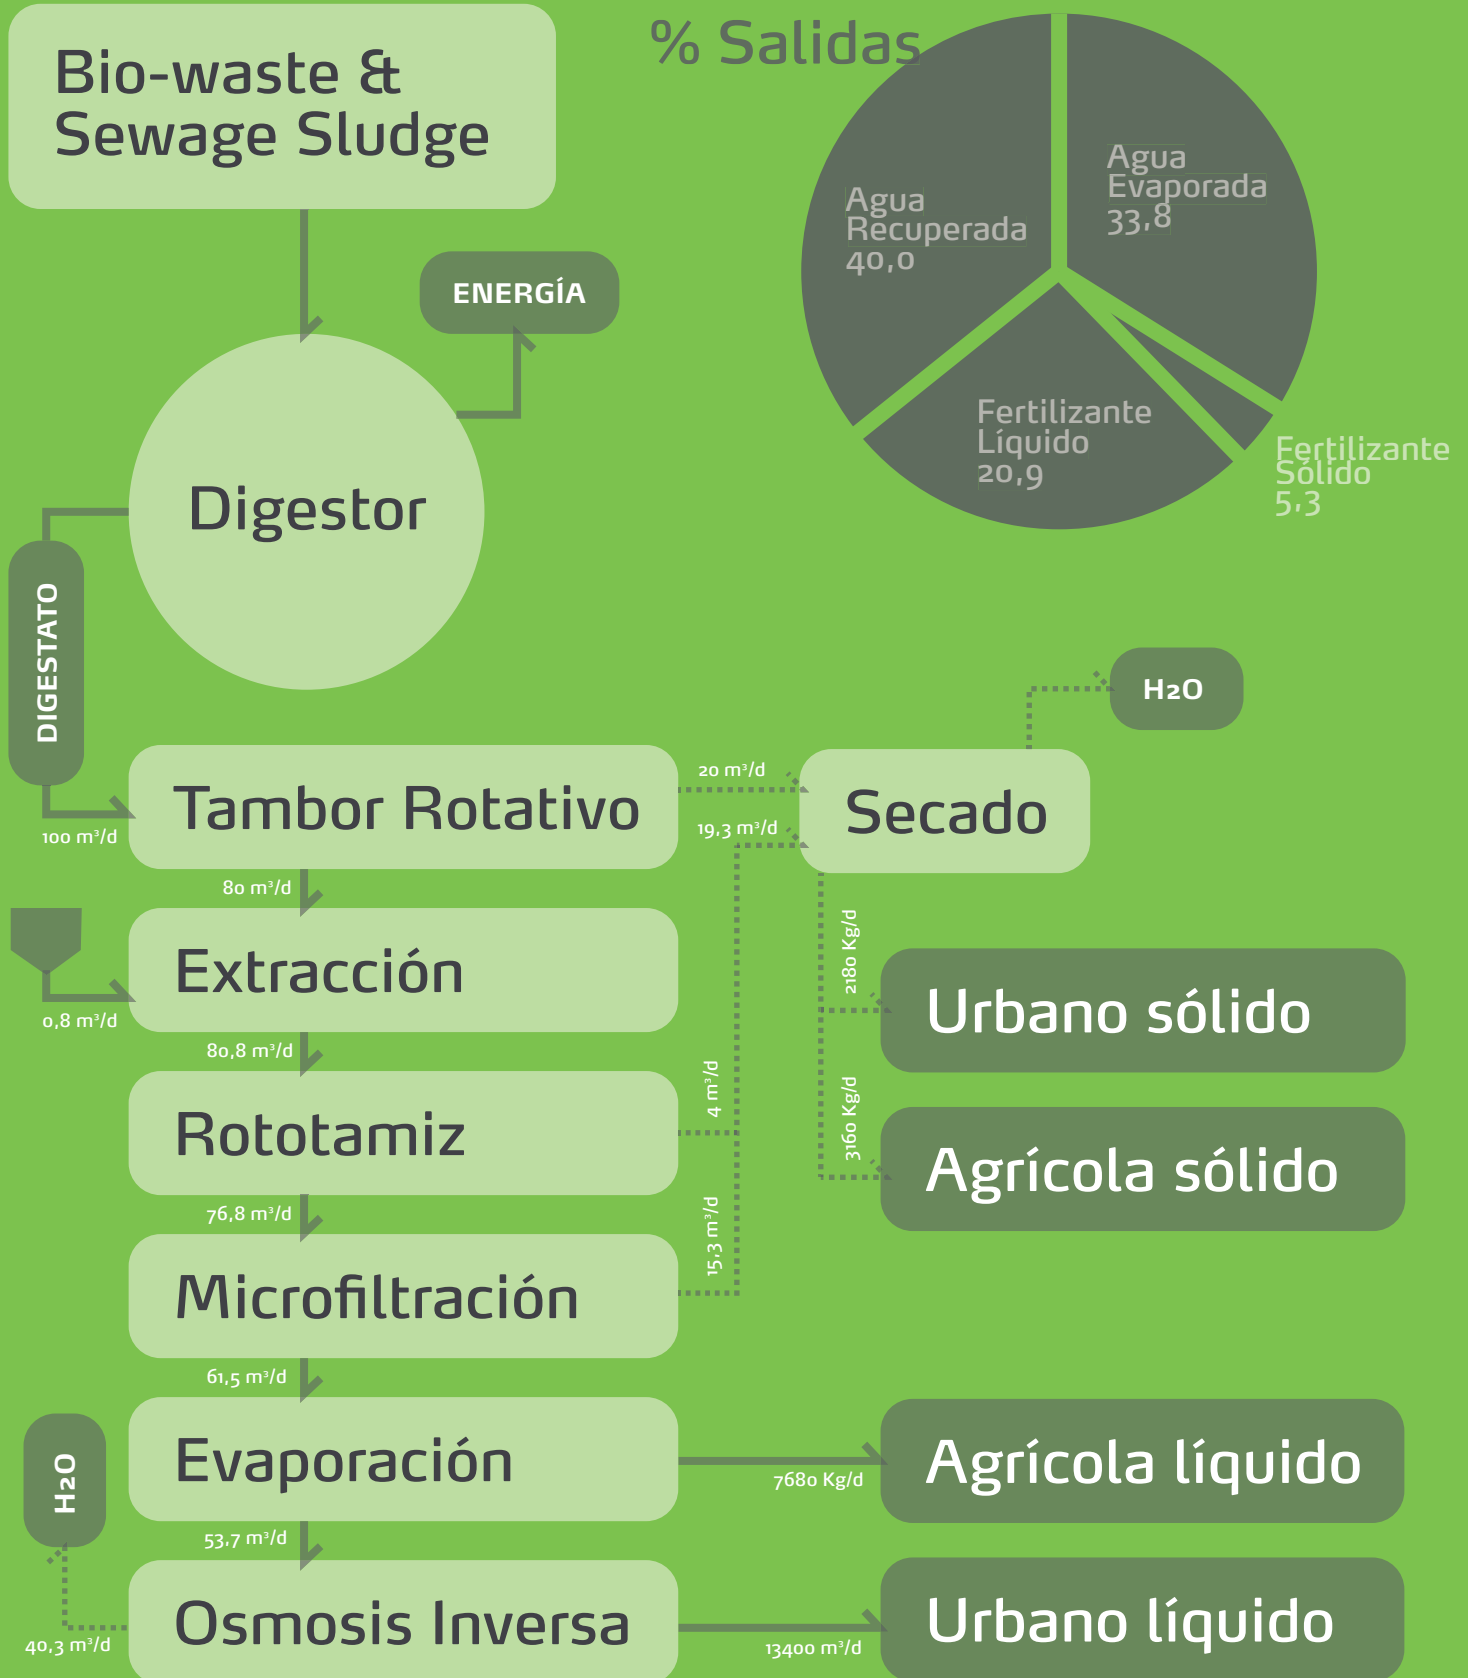 Bio-waste &
Sewage Sludge
% Salidas
Agua
Evaporada
33,8
Agua
Recuperada
40,0
Fertilizante
Líquido
20,9
Fertilizante
Sólido
5,3
ENERGÍA
Digestor
DIGESTATO
H2O
Tambor Rotativo
20 m³/d
19,3 m³/d
Secado
100 m³/d
80 m³/d
Extracción
0,8 m³/d
2180 Kg/d
Urbano sólido
80,8 m³/d
Rototamiz
4 m³/d
3160 Kg/d
Agrícola sólido
76,8 m³/d
15,3 m³/d
Microfiltración
61,5 m³/d
H2O
Evaporación
7680 Kg/d
Agrícola líquido
53,7 m³/d
Osmosis Inversa
40,3 m³/d
13400 m³/d
Urbano líquido